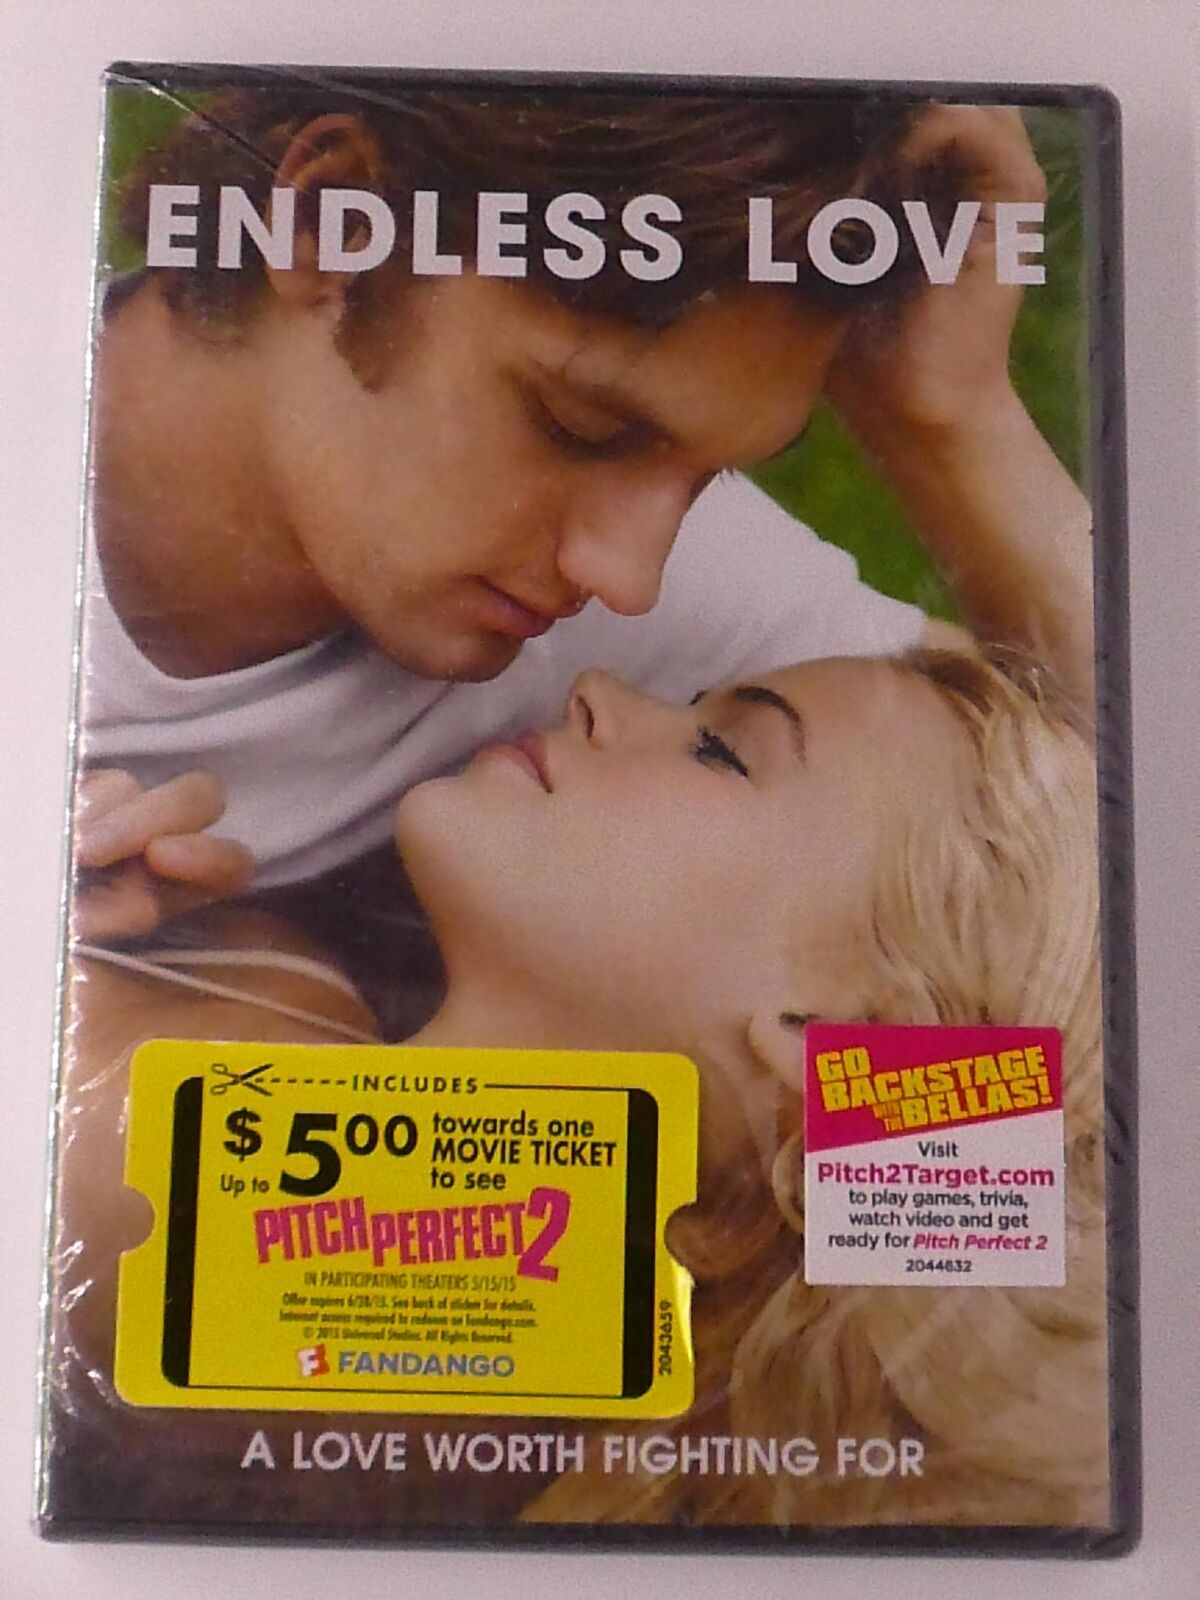 ENDLESS LOVE
INCLUDES
Up to $5.00 towards one
MOVIE TICKET
to see
PITCH PERFECT 2
IN PARTICIPATING THEATERS 5/15/15
Offer expires 6/28/15. See back of sticker for details.
Internet access required to redeem on fandango.com.
© 2015 Universal Studios. All Rights Reserved.
F FANDANGO
2043659
GO
BACKSTAGE
WITH THE BELLAS!
Visit
Pitch2Target.com
to play games, trivia,
watch video and get
ready for Pitch Perfect 2
2044632
A LOVE WORTH FIGHTING FOR